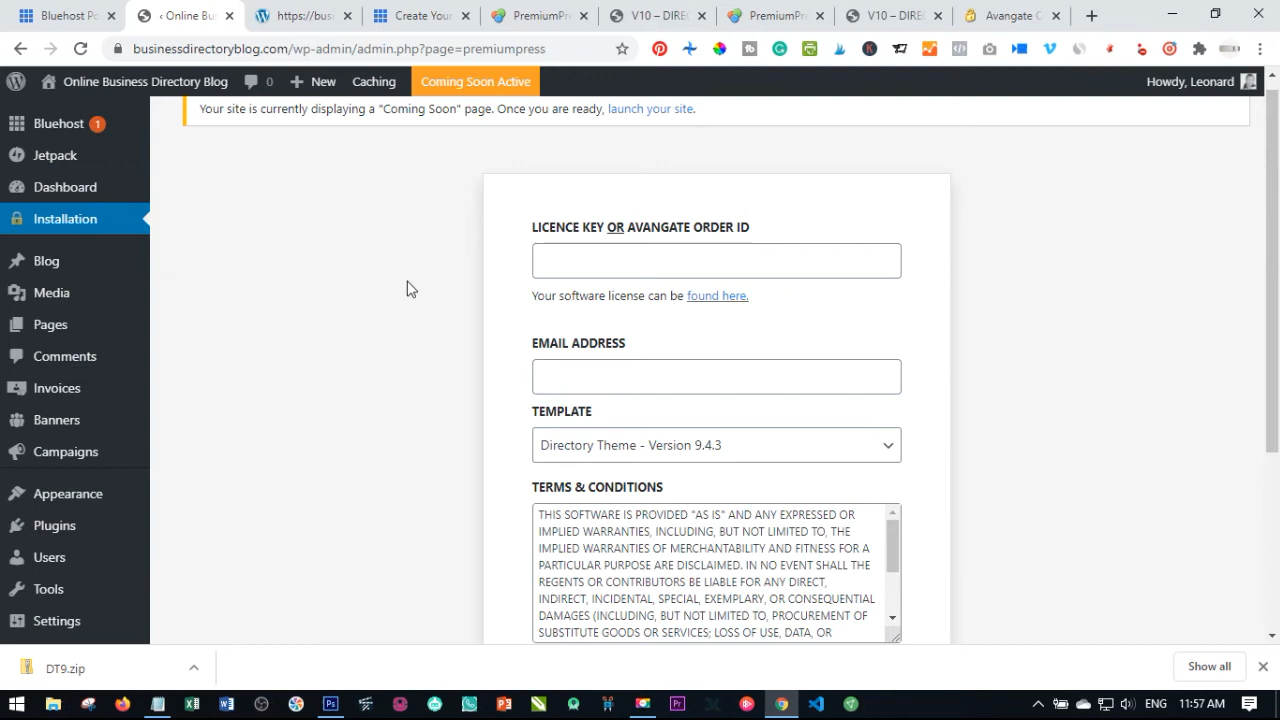 Bluehost Po
‹ Online Bus
https://busi
Create Your
PremiumPr
V10 – DIREC
PremiumPr
V10 – DIREC
Avangate C
businessdirectoryblog.com/wp-admin/admin.php?page=premiumpress
Online Business Directory Blog
0
New
Caching
Coming Soon Active
Howdy, Leonard
Your site is currently displaying a "Coming Soon" page. Once you are ready, launch your site.
Bluehost 1
Jetpack
Dashboard
Installation
Blog
Media
Pages
Comments
Invoices
Banners
Campaigns
Appearance
Plugins
Users
Tools
Settings
LICENCE KEY OR AVANGATE ORDER ID
Your software license can be found here.
EMAIL ADDRESS
TEMPLATE
Directory Theme - Version 9.4.3
TERMS & CONDITIONS
THIS SOFTWARE IS PROVIDED "AS IS" AND ANY EXPRESSED OR
IMPLIED WARRANTIES, INCLUDING, BUT NOT LIMITED TO, THE
IMPLIED WARRANTIES OF MERCHANTABILITY AND FITNESS FOR A
PARTICULAR PURPOSE ARE DISCLAIMED. IN NO EVENT SHALL THE
REGENTS OR CONTRIBUTORS BE LIABLE FOR ANY DIRECT,
INDIRECT, INCIDENTAL, SPECIAL, EXEMPLARY, OR CONSEQUENTIAL
DAMAGES (INCLUDING, BUT NOT LIMITED TO, PROCUREMENT OF
SUBSTITUTE GOODS OR SERVICES; LOSS OF USE, DATA, OR
DT9.zip
Show all
ENG
11:57 AM